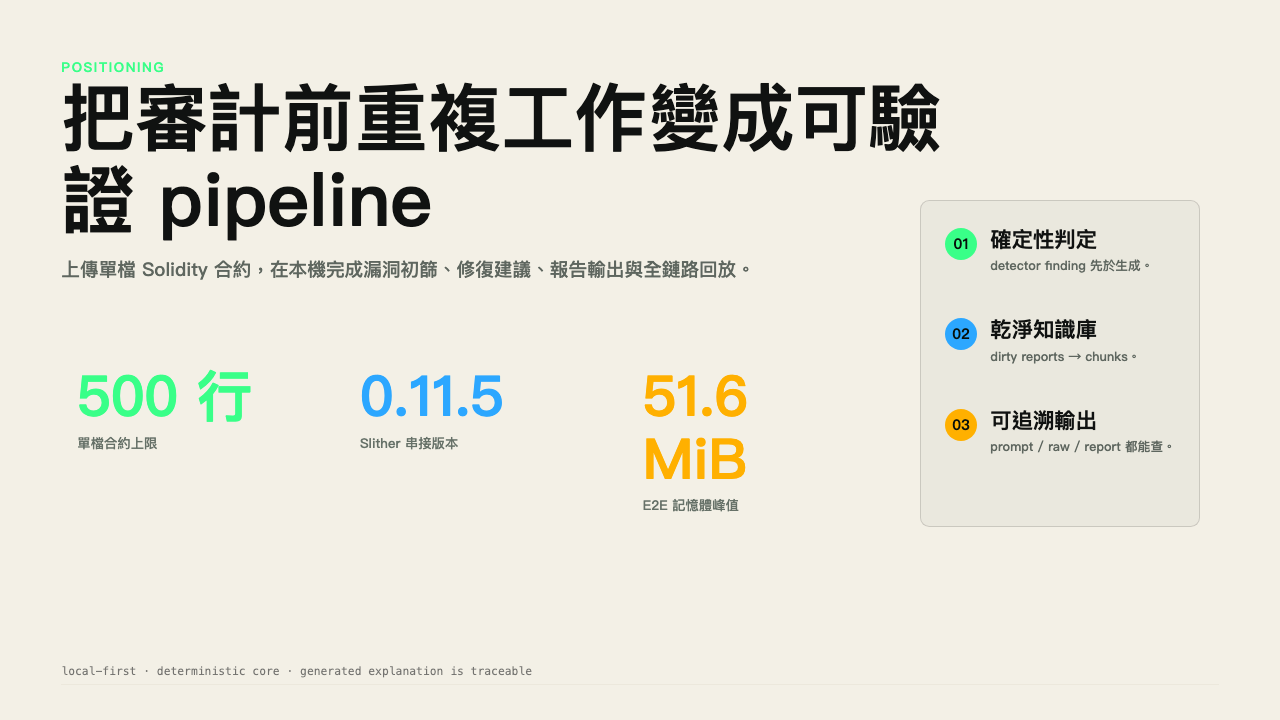 POSITIONING
把審計前重複工作變成可驗
證 pipeline
上傳單檔 Solidity 合約，在本機完成漏洞初篩、修復建議、報告輸出與全鏈路回放。
500 行
單檔合約上限
0.11.5
Slither 串接版本
51.6
MiB
E2E 記憶體峰值
01
確定性判定
detector finding 先於生成。
02
乾淨知識庫
dirty reports → chunks。
03
可追溯輸出
prompt / raw / report 都能查。
local-first · deterministic core · generated explanation is traceable